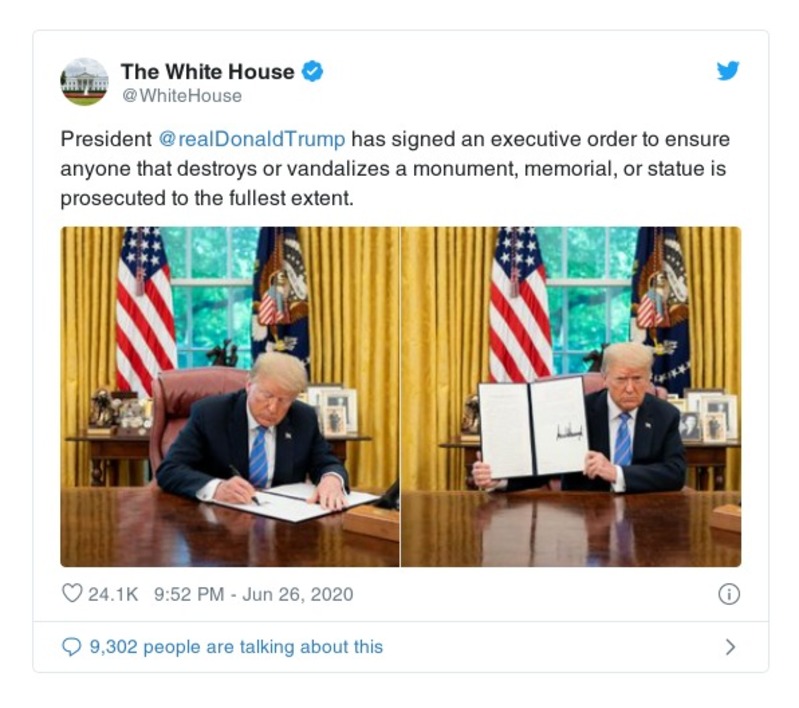 The White House
@WhiteHouse
President @realDonaldTrump has signed an executive order to ensure
anyone that destroys or vandalizes a monument, memorial, or statue is
prosecuted to the fullest extent.
24.1K 9:52 PM - Jun 26, 2020
9,302 people are talking about this